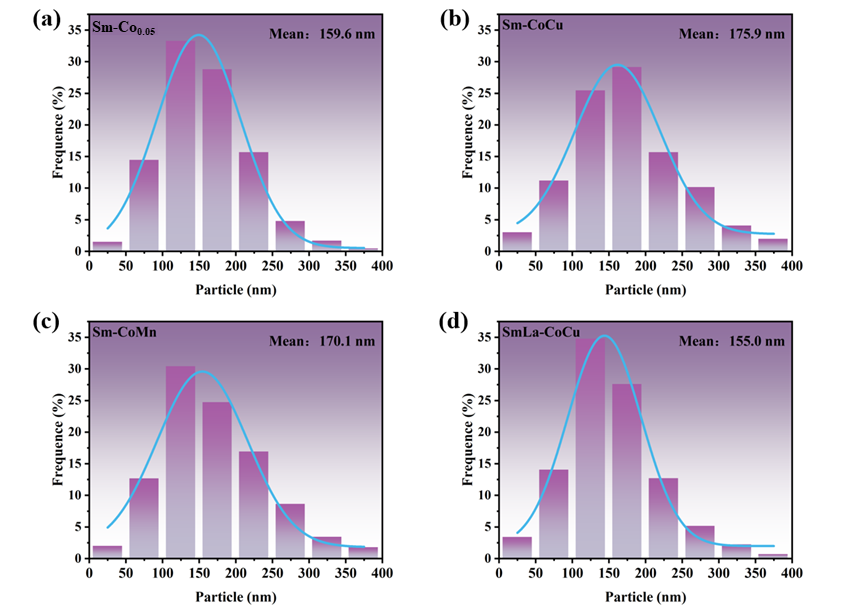 (a)
Sm-Co0.05
Mean：159.6 nm
Frequence (%)
35
30
25
20
15
10
5
0
0 50 100 150 200 250 300 350 400
Particle (nm)
(b)
Sm-CoCu
Mean：175.9 nm
Frequence (%)
35
30
25
20
15
10
5
0
0 50 100 150 200 250 300 350 400
Particle (nm)
(c)
Sm-CoMn
Mean：170.1 nm
Frequence (%)
35
30
25
20
15
10
5
0
0 50 100 150 200 250 300 350 400
Particle (nm)
(d)
SmLa-CoCu
Mean：155.0 nm
Frequence (%)
35
30
25
20
15
10
5
0
0 50 100 150 200 250 300 350 400
Particle (nm)